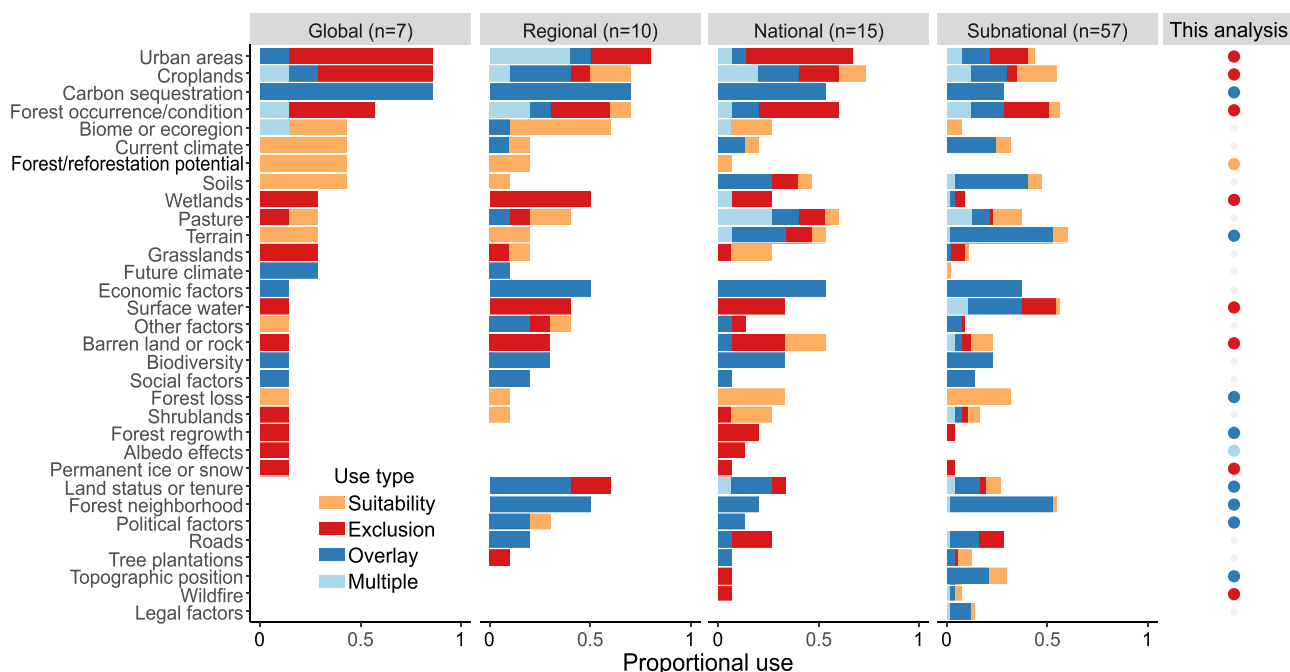 Global (n=7) Regional (n=10) National (n=15) Subnational (n=57) This analysis
Urban areas
Croplands
Carbon sequestration
Forest occurrence/condition
Biome or ecoregion
Current climate
Forest/reforestation potential
Soils
Wetlands
Pasture
Terrain
Grasslands
Future climate
Economic factors
Surface water
Other factors
Barren land or rock
Biodiversity
Social factors
Forest loss
Shrublands
Forest regrowth
Albedo effects
Permanent ice or snow
Land status or tenure
Forest neighborhood
Political factors
Roads
Tree plantations
Topographic position
Wildfire
Legal factors
Use type
Suitability
Exclusion
Overlay
Multiple
0 0.5 1 0 0.5 1 0 0.5 1 0 0.5 1
Proportional use